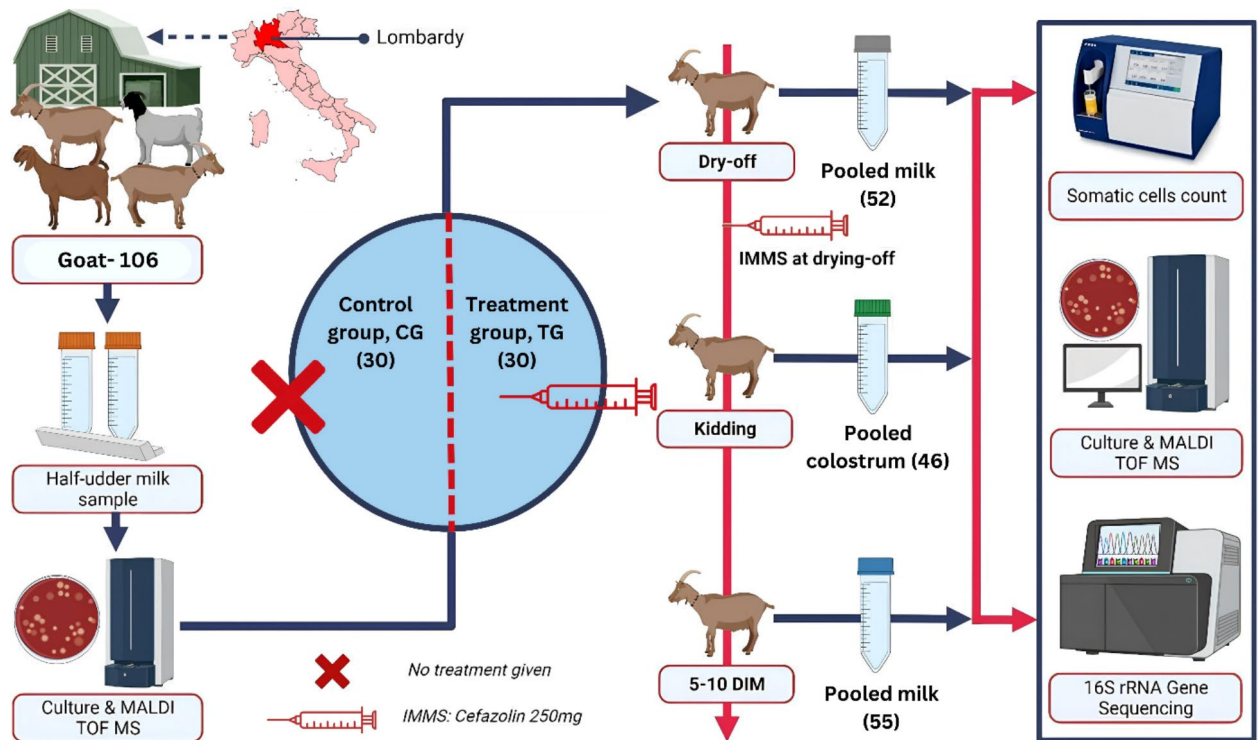 Lombardy
Goat- 106
Half-udder milk
sample
Culture & MALDI
TOF MS
Control
group, CG
(30)
Treatment
group, TG
(30)
No treatment given
IMMS: Cefazolin 250mg
Dry-off
Pooled milk
(52)
IMMS at drying-off
Kidding
Pooled
colostrum (46)
5-10 DIM
Pooled milk
(55)
Somatic cells count
Culture & MALDI
TOF MS
16S rRNA Gene
Sequencing